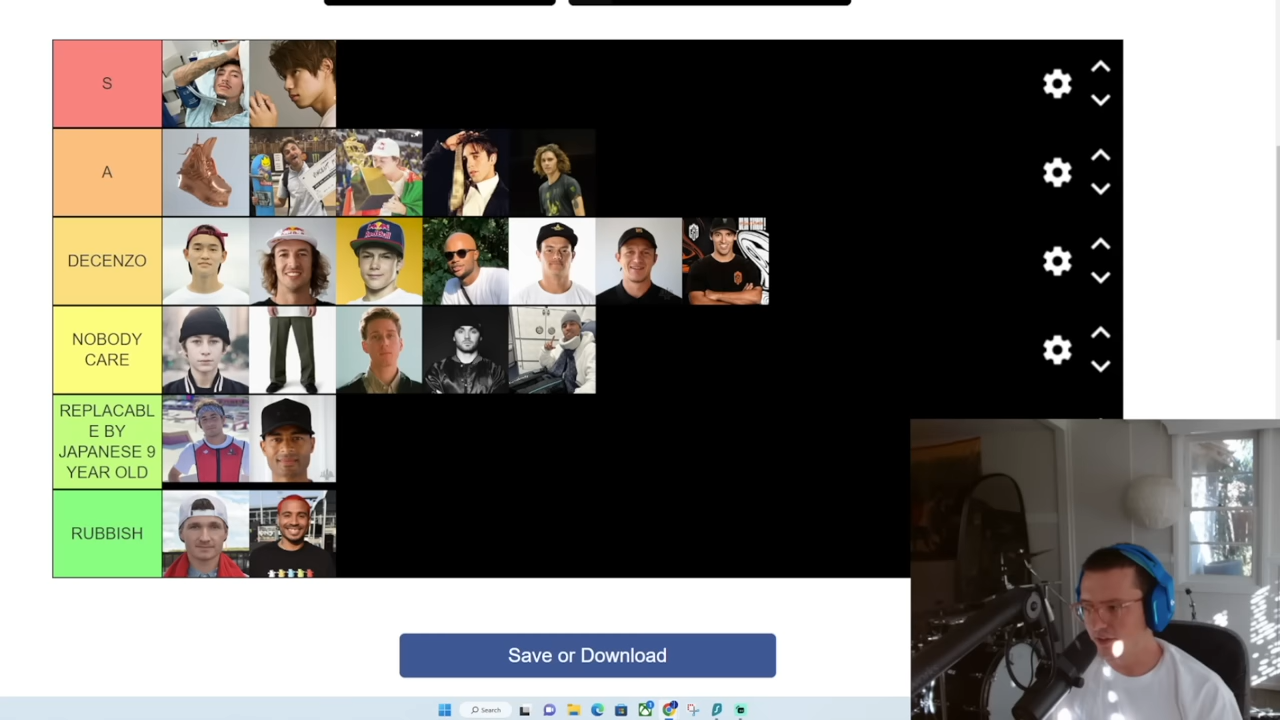 S
A
DECENZO
NOBODY
CARE
REPLACABL
E BY
JAPANESE 9
YEAR OLD
RUBBISH
Save or Download
Search